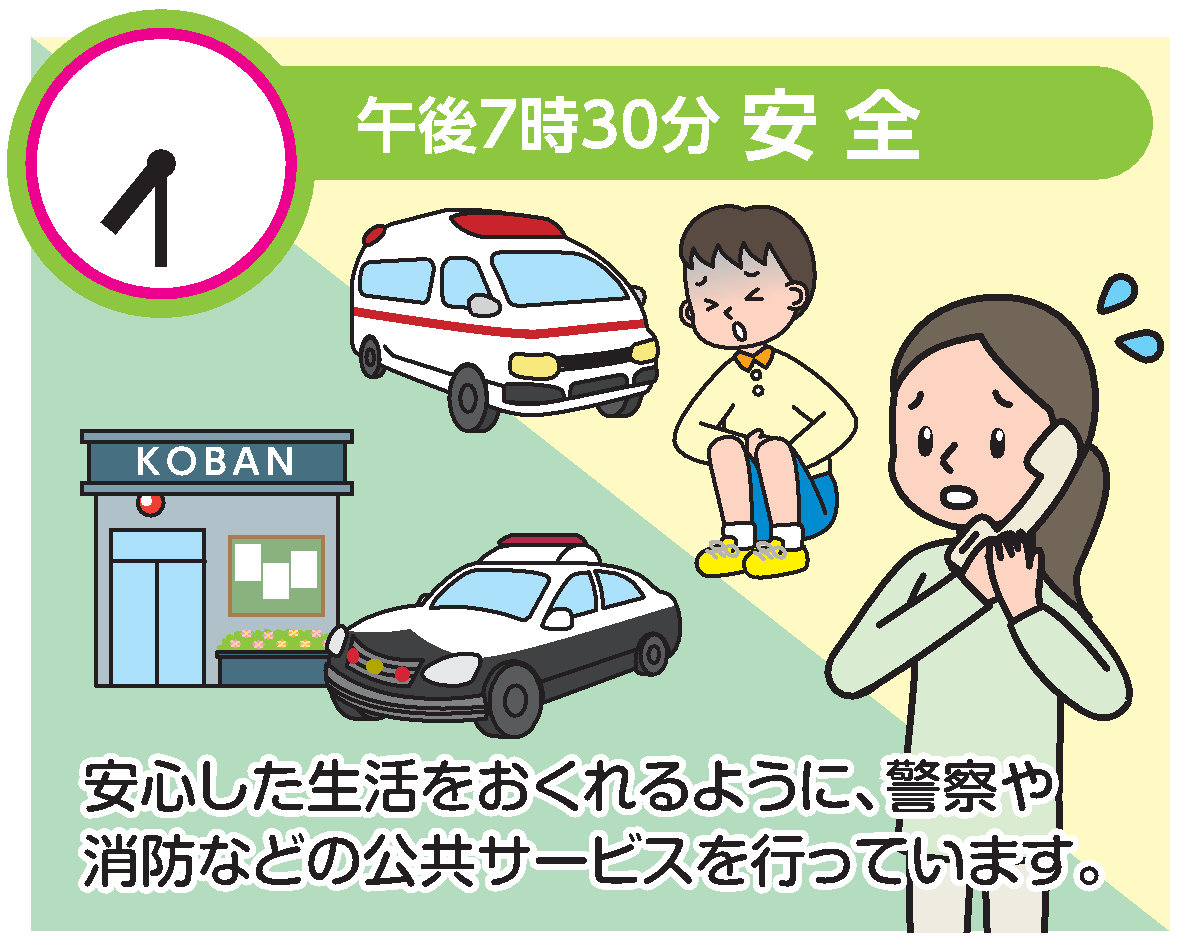 午後7時30分 安全
KOBAN
安心した生活をおくれるように、警察や
消防などの公共サービスを行っています。